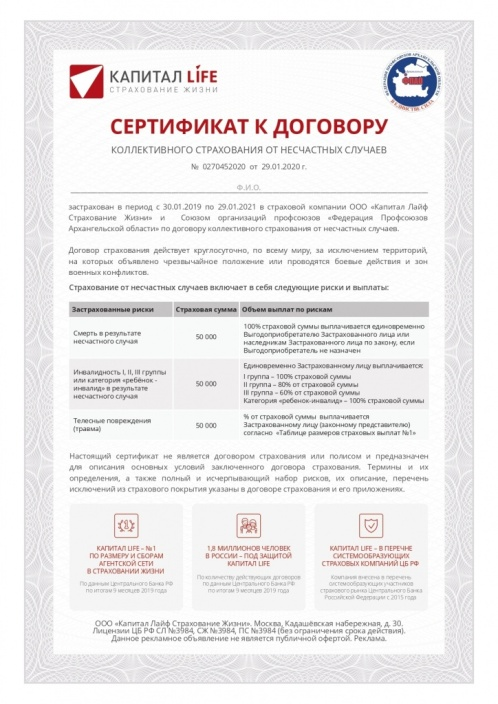 КАПИТАЛ LIFE
СТРАХОВАНИЕ ЖИЗНИ
СЕРТИФИКАТ К ДОГОВОРУ
КОЛЛЕКТИВНОГО СТРАХОВАНИЯ ОТ НЕСЧАСТНЫХ СЛУЧАЕВ
№ 0270452020 от 29.01.2020 г.
Ф.И.О.
застрахован в период с 30.01.2019 по 29.01.2021 в страховой компании ООО «Капитал Лайф
Страхование Жизни» и Союзом организаций профсоюзов «Федерация Профсоюзов
Архангельской области» по договору коллективного страхования от несчастных случаев.
Договор страхования действует круглосуточно, по всему миру, за исключением территорий,
на которых объявлено чрезвычайное положение или проводятся боевые действия и зон
военных конфликтов.
Страхование от несчастных случаев включает в себя следующие риски и выплаты:
Застрахованные риски Страховая сумма Объем выплат по рискам
Смерть в результате
несчастного случая
50 000
100% страховой суммы выплачивается единовременно
Выгодоприобретателю Застрахованного лица или
наследникам Застрахованного лица по закону, если
Выгодоприобретатель не назначен
Инвалидность I, II, III группы
или категория «ребёнок -
инвалид» в результате
несчастного случая
50 000
Единовременно Застрахованному лицу выплачивается:
I группа – 100% страховой суммы
II группа – 80% от страховой суммы
III группа – 60% от страховой суммы
Категория «ребенок-инвалид» – 100% страховой суммы
Телесные повреждения
(травма)
50 000
% от страховой суммы выплачивается
Застрахованному лицу (законному представителю)
согласно «Таблице размеров страховых выплат №1»
Настоящий сертификат не является договором страхования или полисом и предназначен
для описания основных условий заключенного договора страхования. Термины и их
определения, а также полный и исчерпывающий набор рисков, их описание, перечень
исключений из страхового покрытия указаны в договоре страхования и его приложениях.
КАПИТАЛ LIFE – №1
ПО РАЗМЕРУ И СБОРАМ
АГЕНТСКОЙ СЕТИ
В СТРАХОВАНИИ ЖИЗНИ
По данным Центрального Банка РФ
по итогам 9 месяцев 2019 года
1,8 МИЛЛИОНОВ ЧЕЛОВЕК
В РОССИИ – ПОД ЗАЩИТОЙ
КАПИТАЛ LIFE
По количеству действующих договоров
по данным Центрального Банка РФ
по итогам 9 месяцев 2019 года
КАПИТАЛ LIFE – В ПЕРЕЧНЕ
СИСТЕМООБРАЗУЮЩИХ
СТРАХОВЫХ КОМПАНИЙ ЦБ РФ
Компания внесена в перечень
системообразующих участников
страхового рынка Центрального Банка
Российской Федерации с 2015 года
ООО «Капитал Лайф Страхование Жизни». Москва, Кадашёвская набережная, д. 30.
Лицензии ЦБ РФ СЛ №3984, СЖ №3984, ПС №3984 (без ограничения срока действия).
Данное рекламное объявление не является публичной офертой. Реклама.